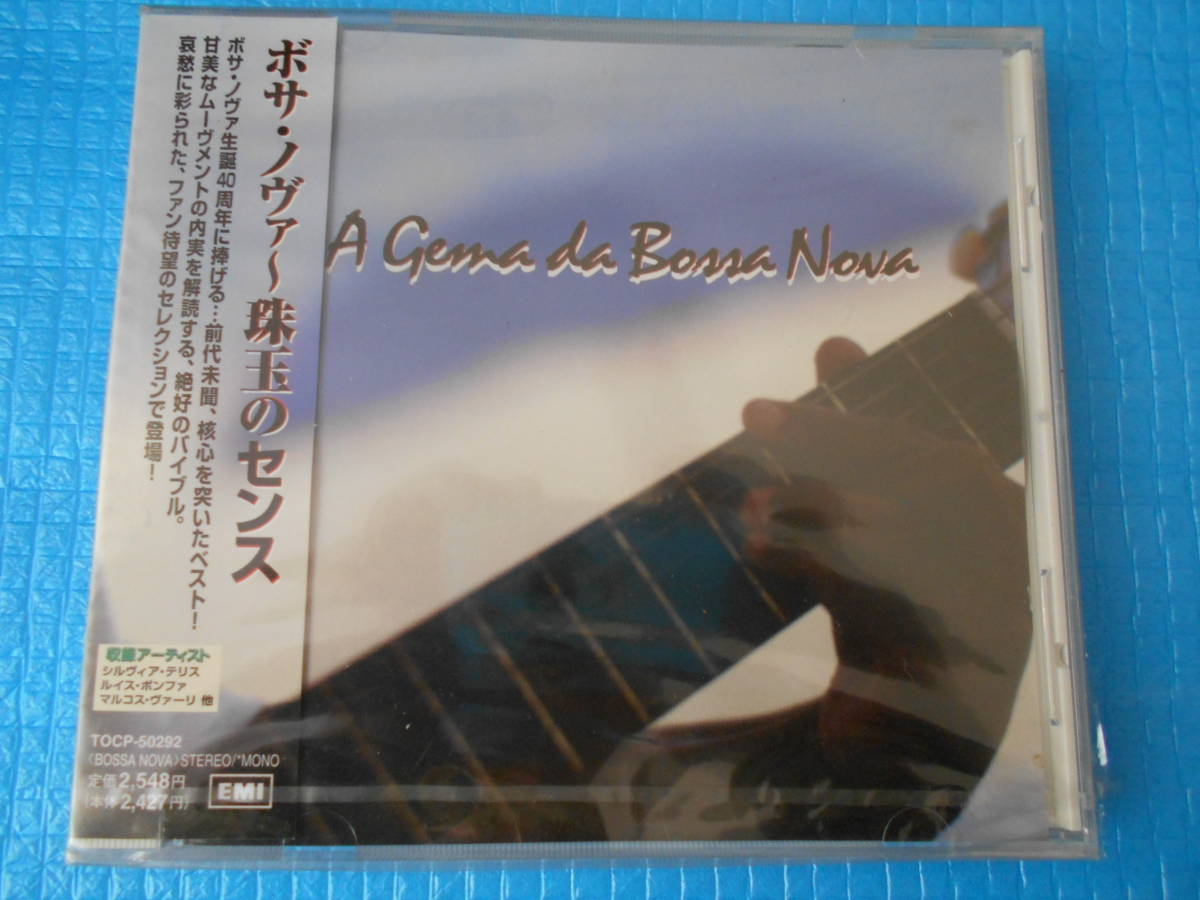 ボサ・ノヴァ～珠玉のセンス
ボサ・ノヴァ生誕40周年に捧げる…前代未聞、核心を突いたベスト！
甘美なムーヴメントの内実を解読する、絶好のバイブル。
哀愁に彩られた、ファン待望のセレクションで登場！
収録アーティスト
シルヴィア・テリス
ルイス・ボンファ
マルコス・ヴァーリ 他
TOCP-50292
〈BOSSA NOVA〉STEREO/*MONO
定価2,548円
(本体2,427円)
EMI
A Gema da Bossa Nova